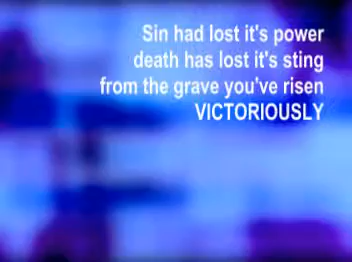 Sin had lost it's power
death has lost it's sting
from the grave you've risen
VICTORIOUSLY